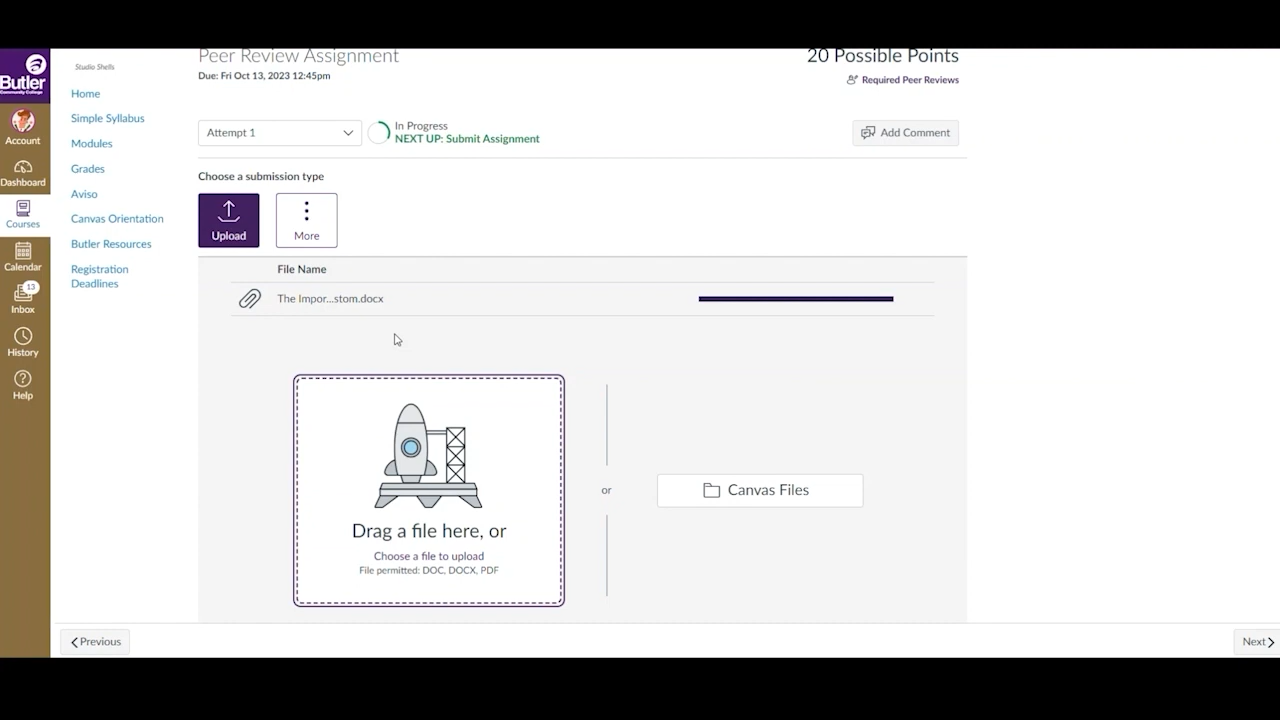 Butler
Community College
Account
Dashboard
Courses
Calendar
13
Inbox
History
Help
Studio Shells
Home
Simple Syllabus
Modules
Grades
Aviso
Canvas Orientation
Butler Resources
Registration
Deadlines
Peer Review Assignment
20 Possible Points
Due: Fri Oct 13, 2023 12:45pm
Required Peer Reviews
Attempt 1
In Progress
NEXT UP: Submit Assignment
Add Comment
Choose a submission type
Upload
More
File Name
The Impor...stom.docx
Drag a file here, or
Choose a file to upload
File permitted: DOC, DOCX, PDF
or
Canvas Files
Previous
Next